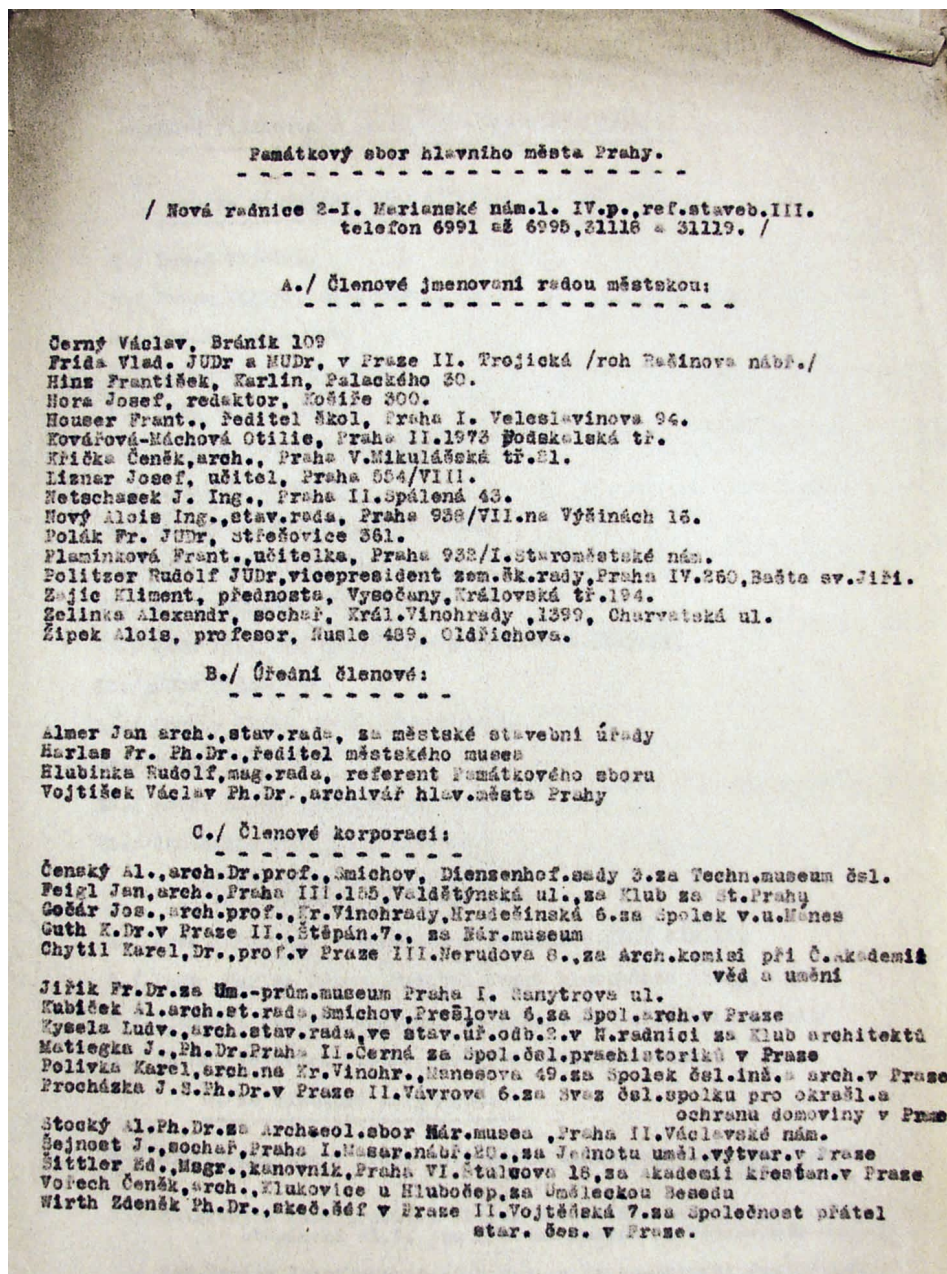 Památkový sbor hlavního města Prahy.
/ Nová radnice 2-I. Marianské nám.1. IV.p.,ref.staveb.III.
telefon 6991 až 6995,31118 a 31119. /
A./ Členové jmenovaní radou městskou:
Černý Václav, Bráník 109
Frida Vlad. JUDr a MUDr, v Praze II. Trojická /roh Rašínova nábř./
Hins František, Karlín, Palackého 30.
Hora Josef, redaktor, Košíře 300.
Houser Frant., ředitel škol, Praha I. Veleslavínova 94.
Kovářová-Máchová Otilie, Praha II.1973 Podskalská tř.
Křička Čeněk,arch., Praha V.Mikulášská tř.21.
Lizner Josef, učitel, Praha 554/VIII.
Netschasek J. Ing., Praha II.Spálená 43.
Nový Alois Ing.,stav.rada, Praha 938/VII.na Výšinách 15.
Polák Fr. JUDr, Střešovice 361.
Plaminková Frant.,učitelka, Praha 932/I.Staroměstské nám.
Politzer Rudolf JUDr,vicepresident zem.šk.rady,Praha IV.260,Bašta sv.Jiří.
Zajíc Kliment, přednosta, Vysočany,Královská tř.194.
Zelinka Alexandr, sochař, Král.Vinohrady ,1399, Charvatská ul.
Žipek Alois, profesor, Nusle 489, Oldřichova.
B./ Úřední členové:
Almer Jan arch.,stav.rada, za městské stavební úřady
Harlas Fr. Ph.Dr.,ředitel městského musea
Hlubinka Rudolf,mag.rada, referent Památkového sboru
Vojtíšek Václav Ph.Dr.,archivář hlav.města Prahy
C./ Členové korporací:
Čenský Al.,arch.Dr.prof.,Smíchov, Dienzenhof.sady 3.za Techn.museum čsl.
Feigl Jan,arch.,Praha III.155,Valdštýnská ul.,za Klub za St.Prahu
Gočár Jos.,arch.prof.,Kr.Vinohrady,Hradešínská 6.za Spolek v.u.Mánes
Guth K.Dr.v Praze II.,Štěpán.7., za Nár.museum
Chytil Karel,Dr.,prof.v Praze III.Nerudova 8.,za Arch.komisi při Č.akademii
věd a umění
Jiřík Fr.Dr.za Um.-prům.museum Praha I. Sanytrova ul.
Kubíček Al.arch.st.rada,Smíchov,Prešlova 6,za Spol.arch.v Praze
Kysela Ludv.,arch.stav.rada,ve stav.úř.odb.2.v N.radnici za Klub architektů
Matiegka J.,Ph.Dr.Praha II.Černá za Spol.čsl.praehistoriků v Praze
Polívka Karel,arch.na Kr.Vinohr.,Manesova 49.za Spolek čsl.inž.a arch.v Praze
Procházka J.S.Ph.Dr.v Praze II.Vávrova 6.za Svaz čsl.spolku pro okrašl.a
ochranu domoviny v Praze
Stocký Al.Ph.Dr.za Archaeol.sbor Nár.musea ,Praha II.Václavské nám.
Šejnost J.,sochař,Praha I.Masar.nábř.20.,za Jednotu uměl.výtvar.v Praze
Šittler Ed.,Msgr.,kanovník,Praha VI.Štulcova 18,za akademii křesťan.v Praze
Vořech Čeněk,arch.,Klukovice u Hlubočep,za Uměleckou Besedu
Wirth Zdeněk Ph.Dr.,skeč.šéf v Praze II.Vojtěšská 7.za Společnost přátel
star. čes. v Praze.